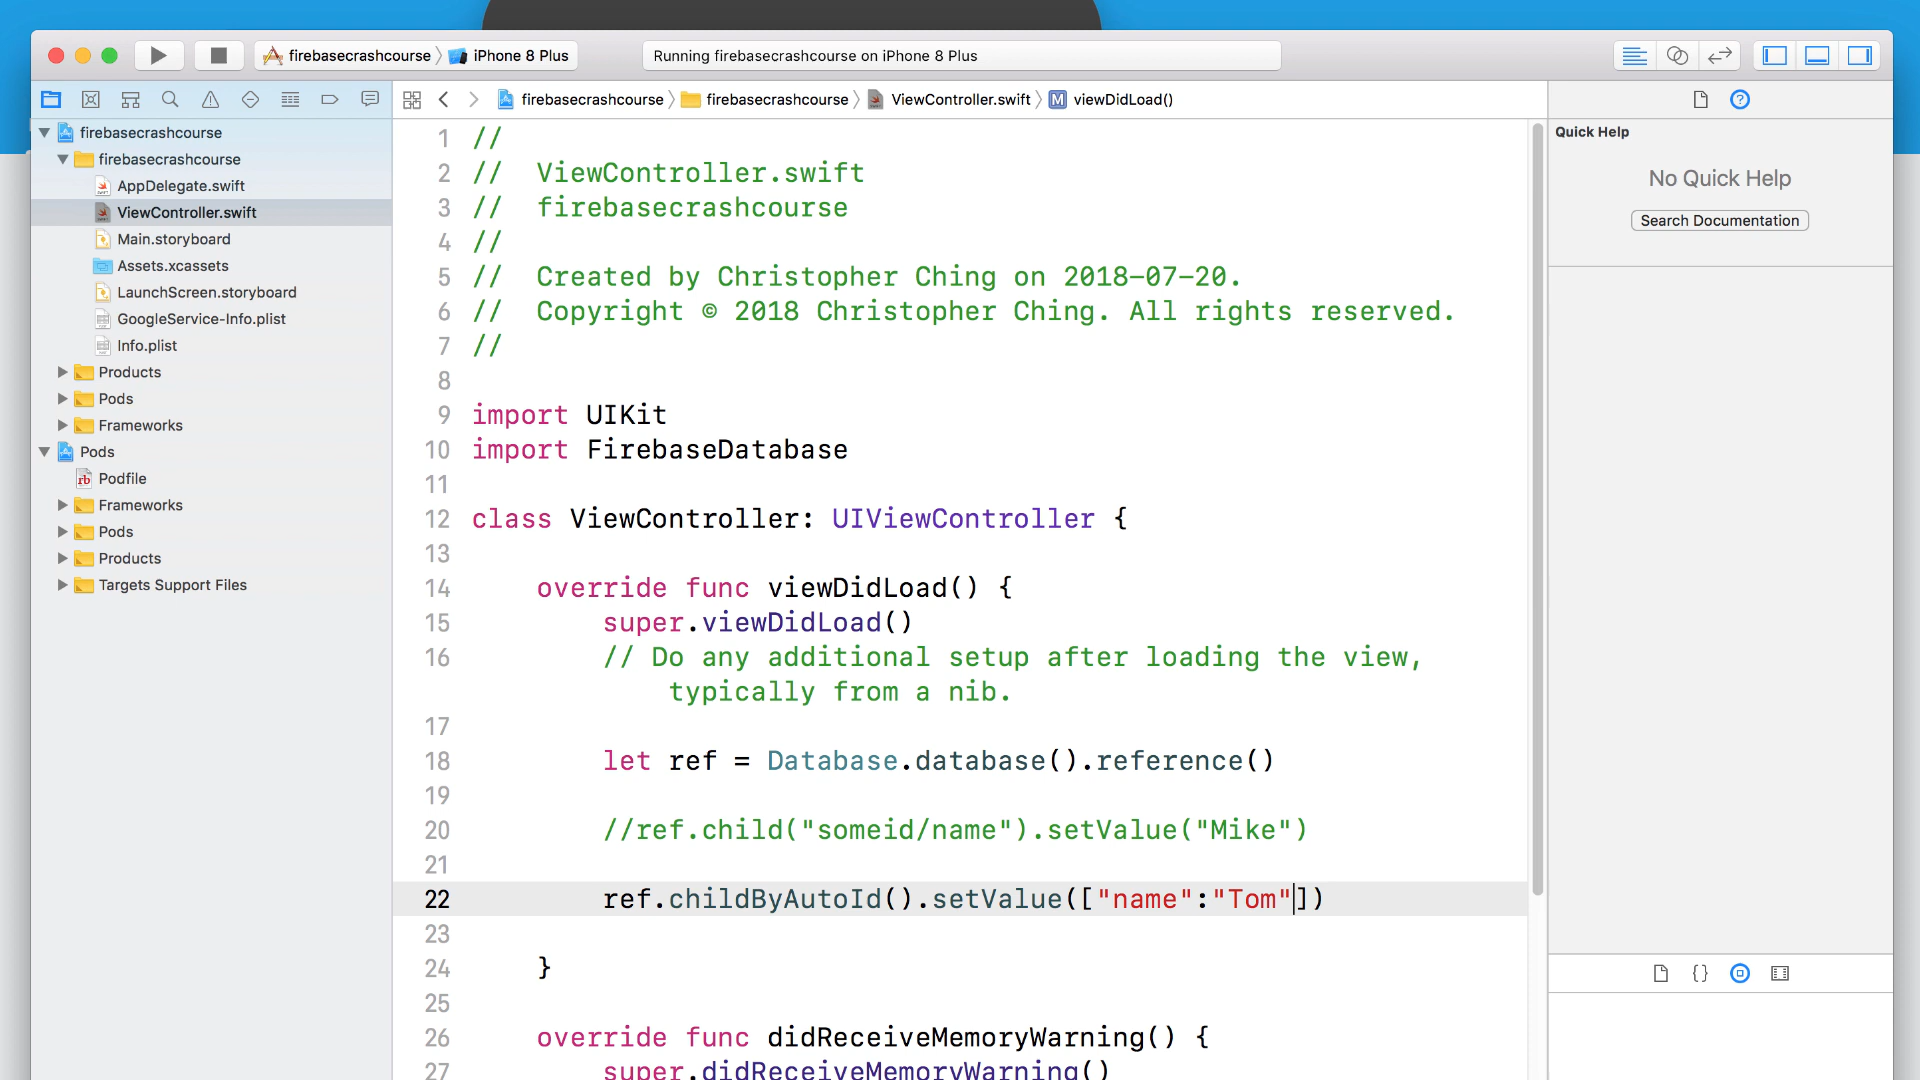 firebasecrashcourse 〉 iPhone 8 Plus
Running firebasecrashcourse on iPhone 8 Plus
firebasecrashcourse 〉 firebasecrashcourse 〉 ViewController.swift 〉 M viewDidLoad()
firebasecrashcourse
firebasecrashcourse
AppDelegate.swift
ViewController.swift
Main.storyboard
Assets.xcassets
LaunchScreen.storyboard
GoogleService-Info.plist
Info.plist
Products
Pods
Frameworks
Pods
rb Podfile
Frameworks
Pods
Products
Targets Support Files
1 //
2 //  ViewController.swift
3 //  firebasecrashcourse
4 //
5 //  Created by Christopher Ching on 2018-07-20.
6 //  Copyright © 2018 Christopher Ching. All rights reserved.
7 //
8
9 import UIKit
10 import FirebaseDatabase
11
12 class ViewController: UIViewController {
13
14     override func viewDidLoad() {
15         super.viewDidLoad()
16         // Do any additional setup after loading the view,
typically from a nib.
17
18         let ref = Database.database().reference()
19
20         //ref.child("someid/name").setValue("Mike")
21
22         ref.childByAutoId().setValue(["name":"Tom"])
23
24     }
25
26     override func didReceiveMemoryWarning() {
27         super.didReceiveMemoryWarning()
Quick Help
No Quick Help
Search Documentation